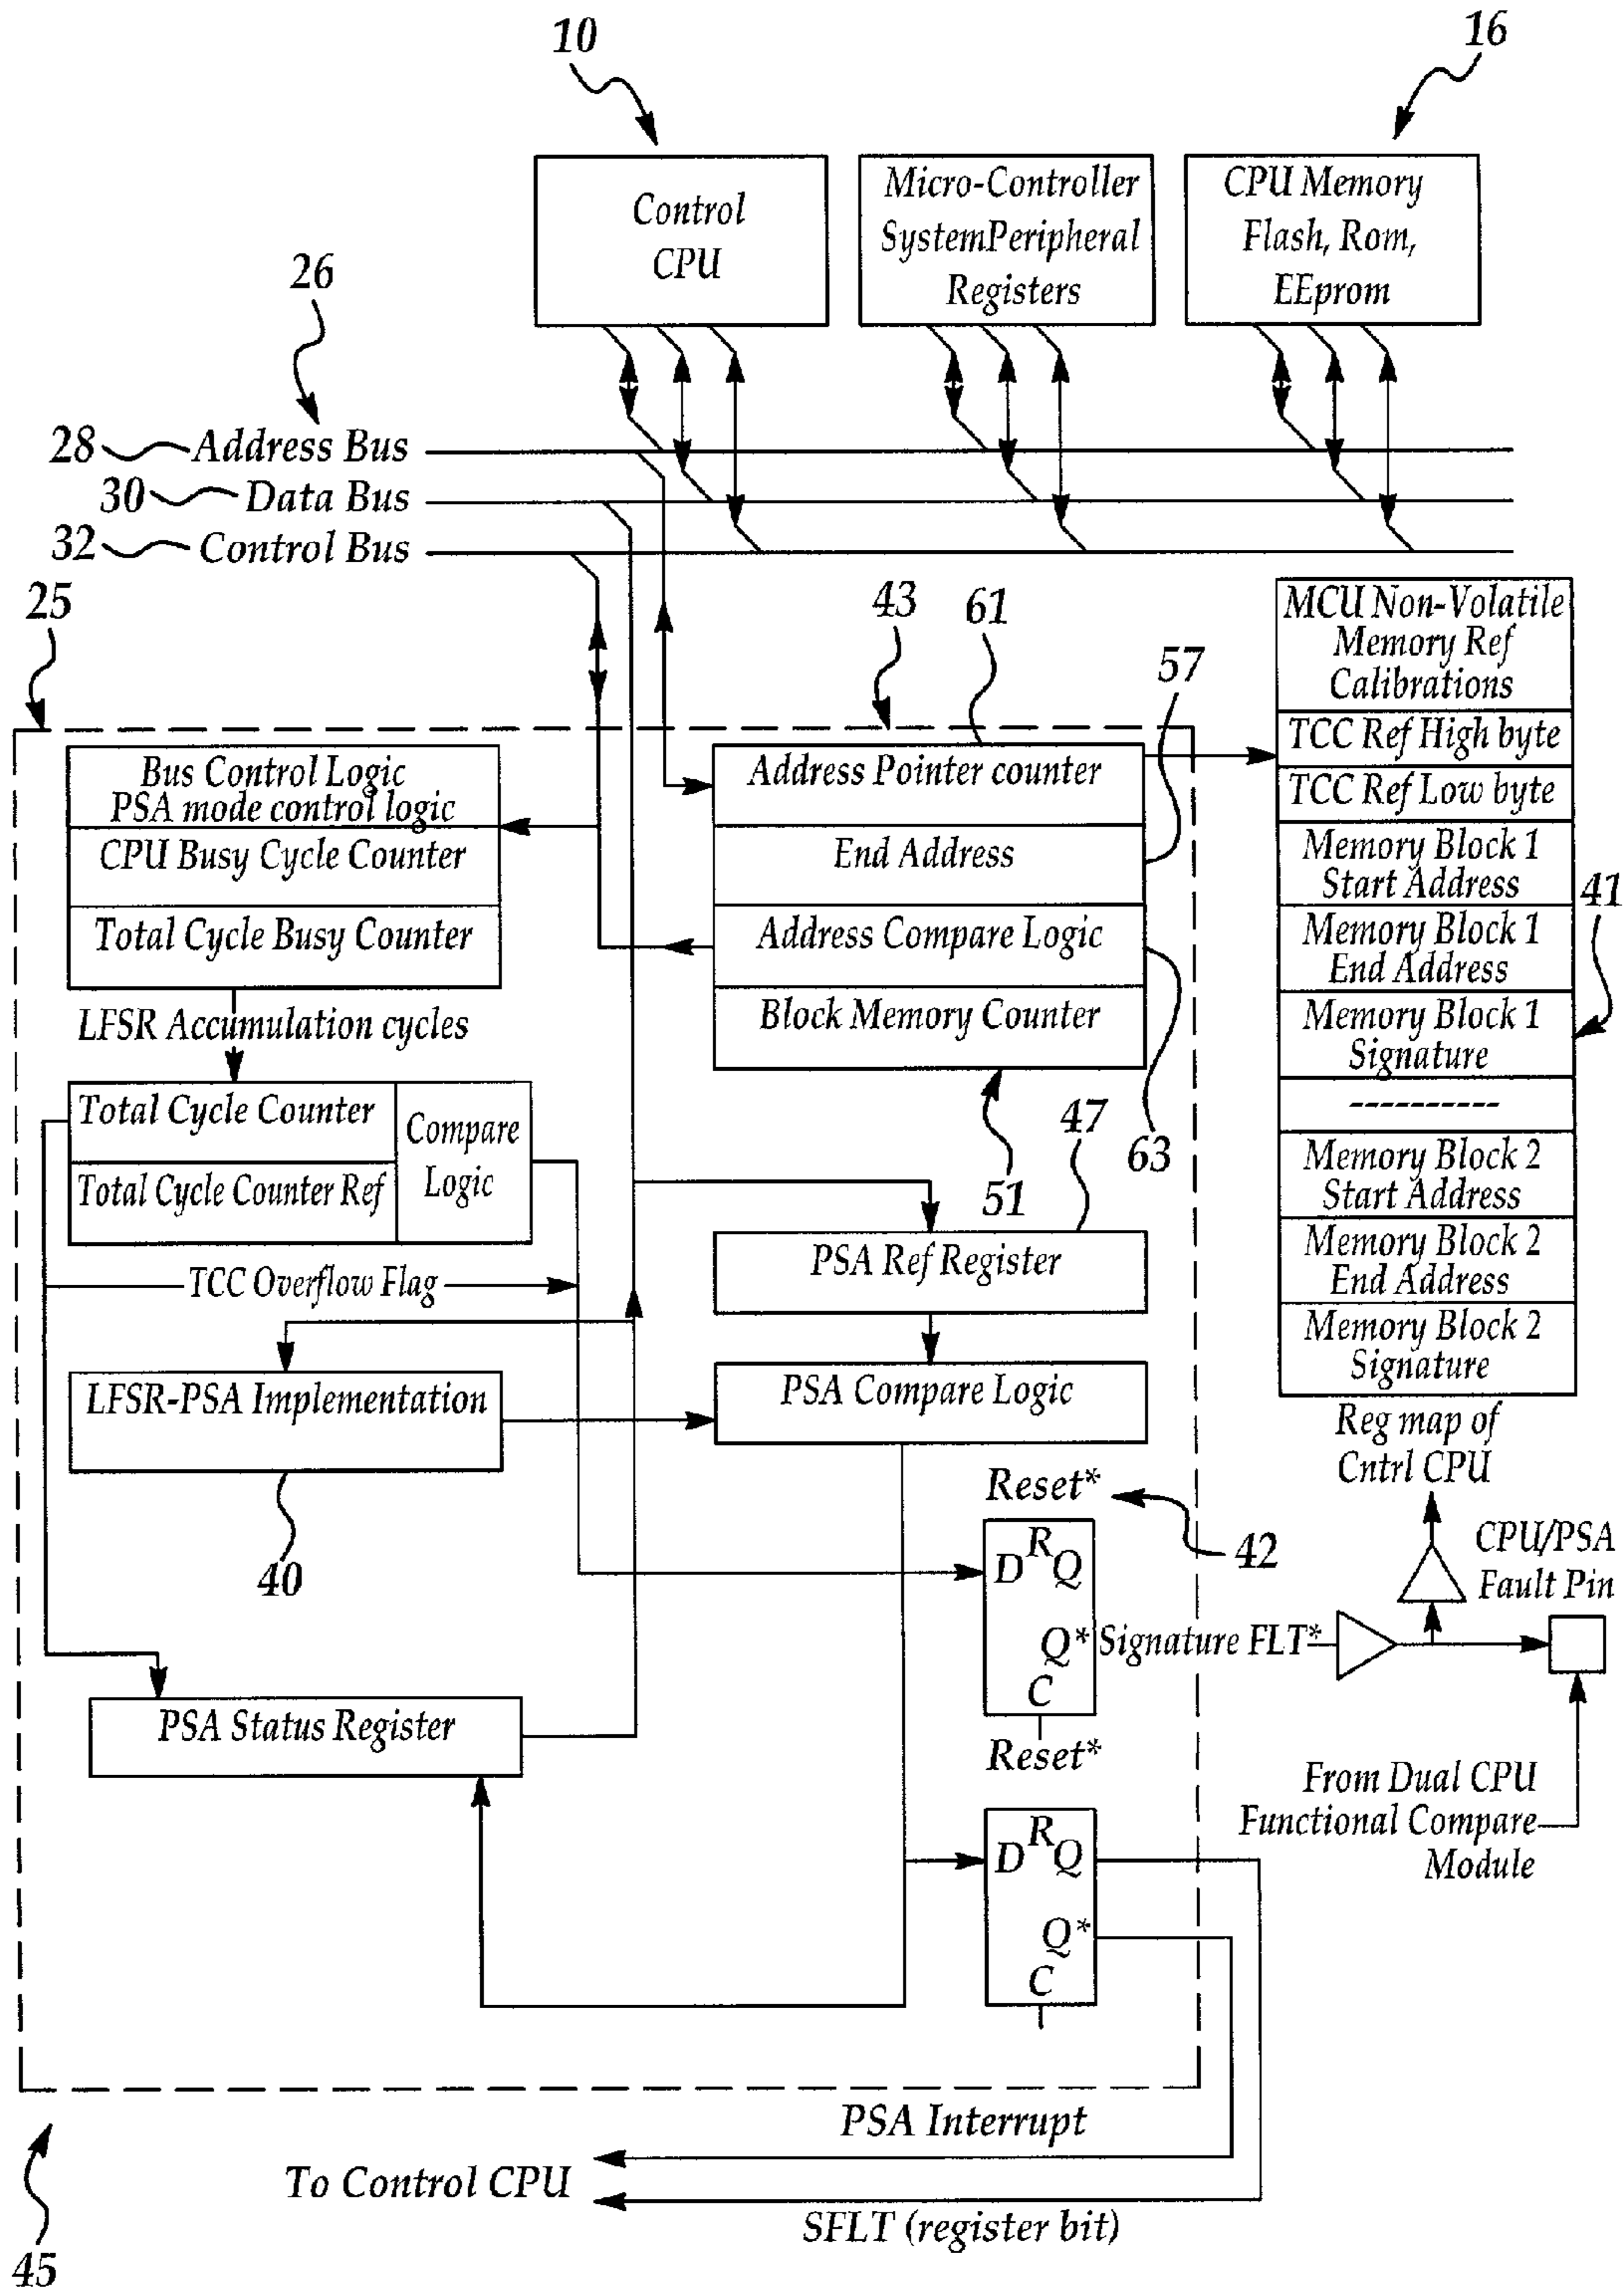 10
16
Control
CPU
Micro-Controller
SystemPeripheral
Registers
CPU Memory
Flash, Rom,
EEprom
26
28 Address Bus
30 Data Bus
32 Control Bus
25
43
61
57
MCU Non-Volatile
Memory Ref
Calibrations
TCC Ref High byte
TCC Ref Low byte
Memory Block 1
Start Address
Memory Block 1
End Address
Memory Block 1
Signature
----------
Memory Block 2
Start Address
Memory Block 2
End Address
Memory Block 2
Signature
41
Reg map of
Cntrl CPU
Bus Control Logic
PSA mode control logic
CPU Busy Cycle Counter
Total Cycle Busy Counter
Address Pointer counter
End Address
Address Compare Logic
Block Memory Counter
LFSR Accumulation cycles
Total Cycle Counter
Total Cycle Counter Ref
Compare
Logic
51
47
63
PSA Ref Register
TCC Overflow Flag
PSA Compare Logic
LFSR-PSA Implementation
40
Reset*
42
D R Q
Q*
C
Reset*
Signature FLT*
CPU/PSA
Fault Pin
From Dual CPU
Functional Compare
Module
PSA Status Register
D R Q
Q*
C
PSA Interrupt
To Control CPU
SFLT (register bit)
45